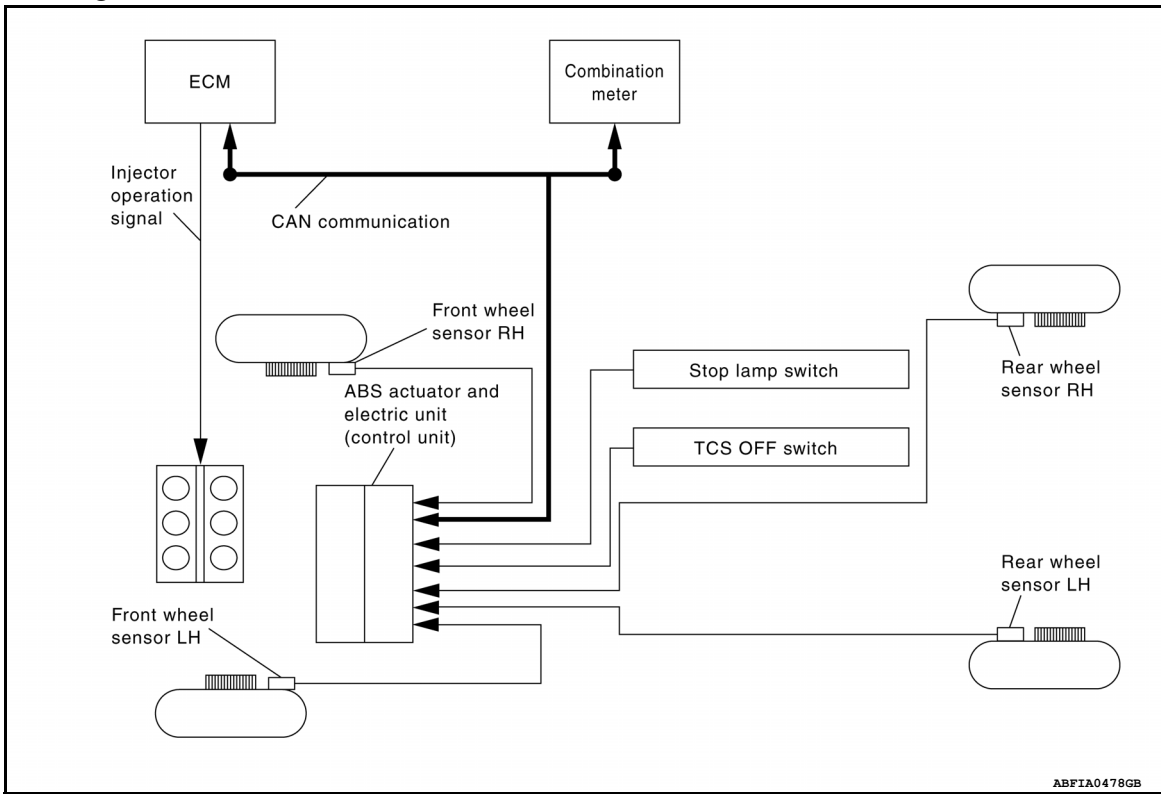 ECM
Combination
meter
Injector
operation
signal
CAN communication
Front wheel
sensor RH
Rear wheel
sensor RH
Stop lamp switch
ABS actuator and
electric unit
(control unit)
TCS OFF switch
Rear wheel
sensor LH
Front wheel
sensor LH
ABFIA0478GB